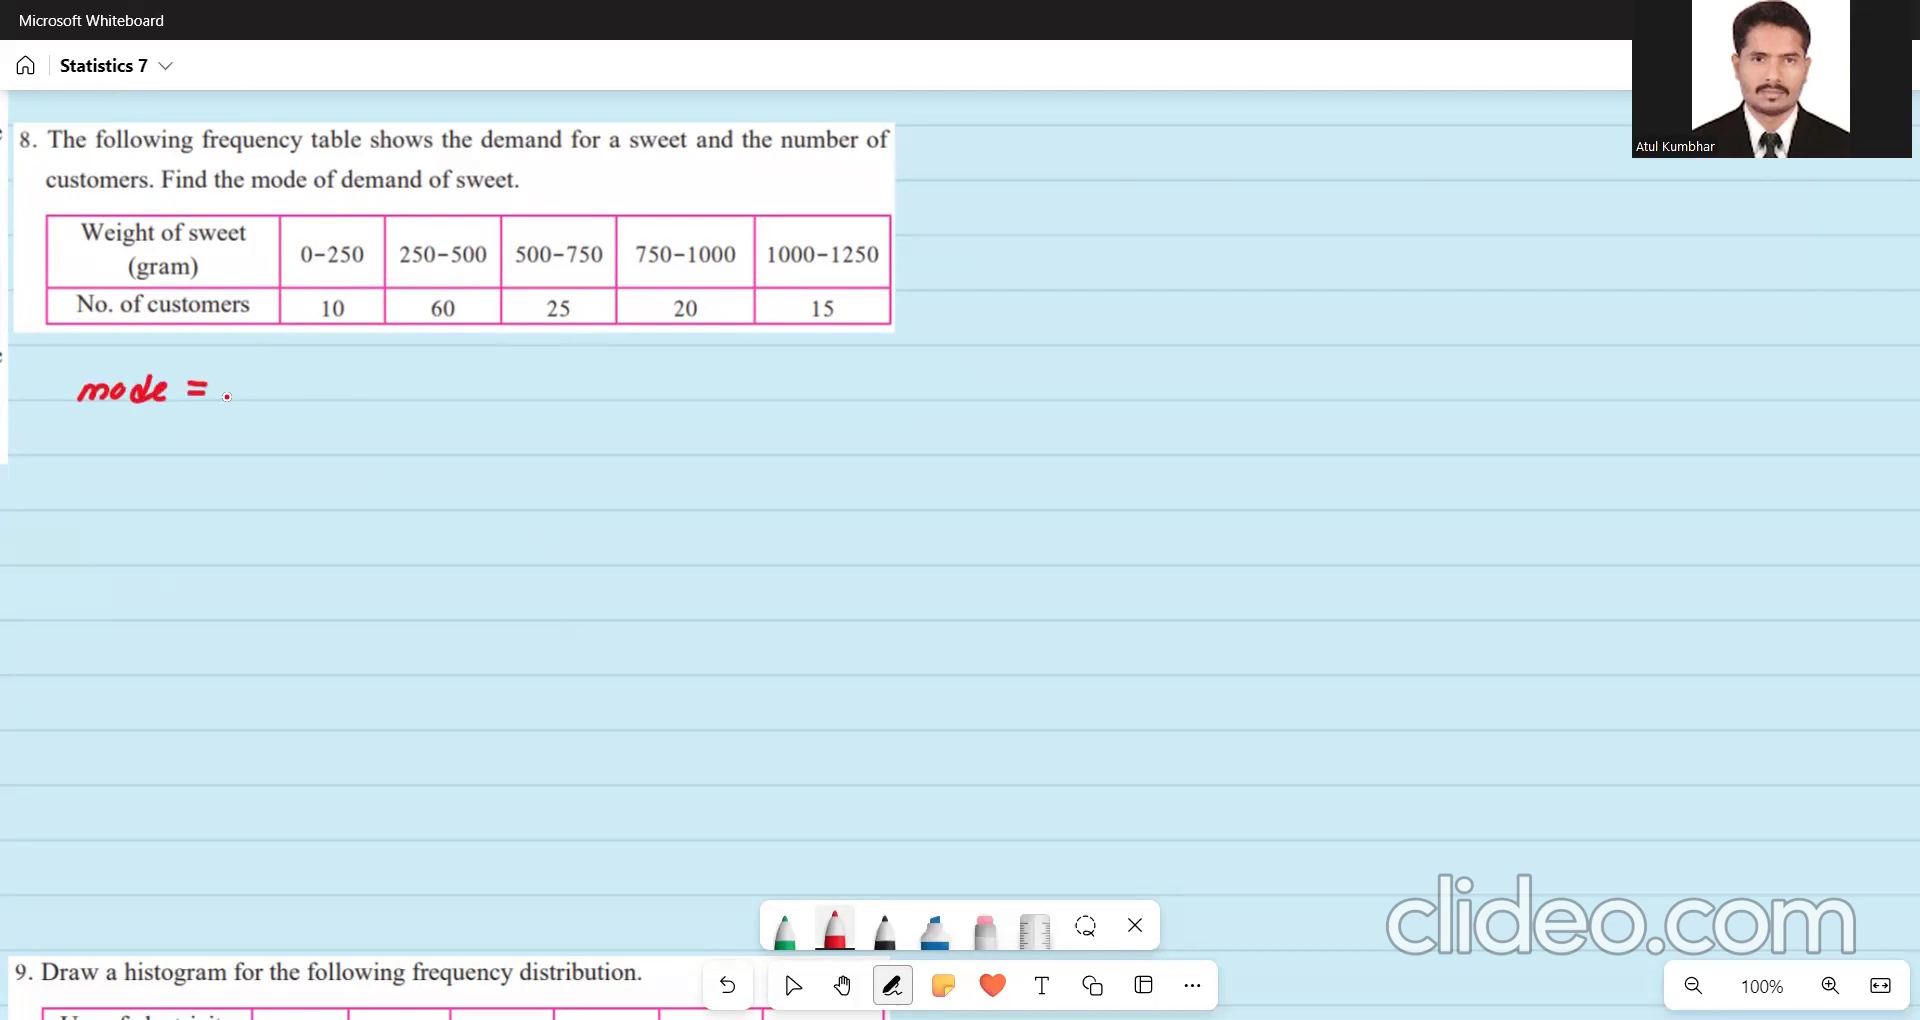 Microsoft Whiteboard
Statistics 7
Atul Kumbhar
8. The following frequency table shows the demand for a sweet and the number of
customers. Find the mode of demand of sweet.
Weight of sweet (gram) 0-250 250-500 500-750 750-1000 1000-1250
No. of customers 10 60 25 20 15
mode =
clideo.com
9. Draw a histogram for the following frequency distribution.
T
100%